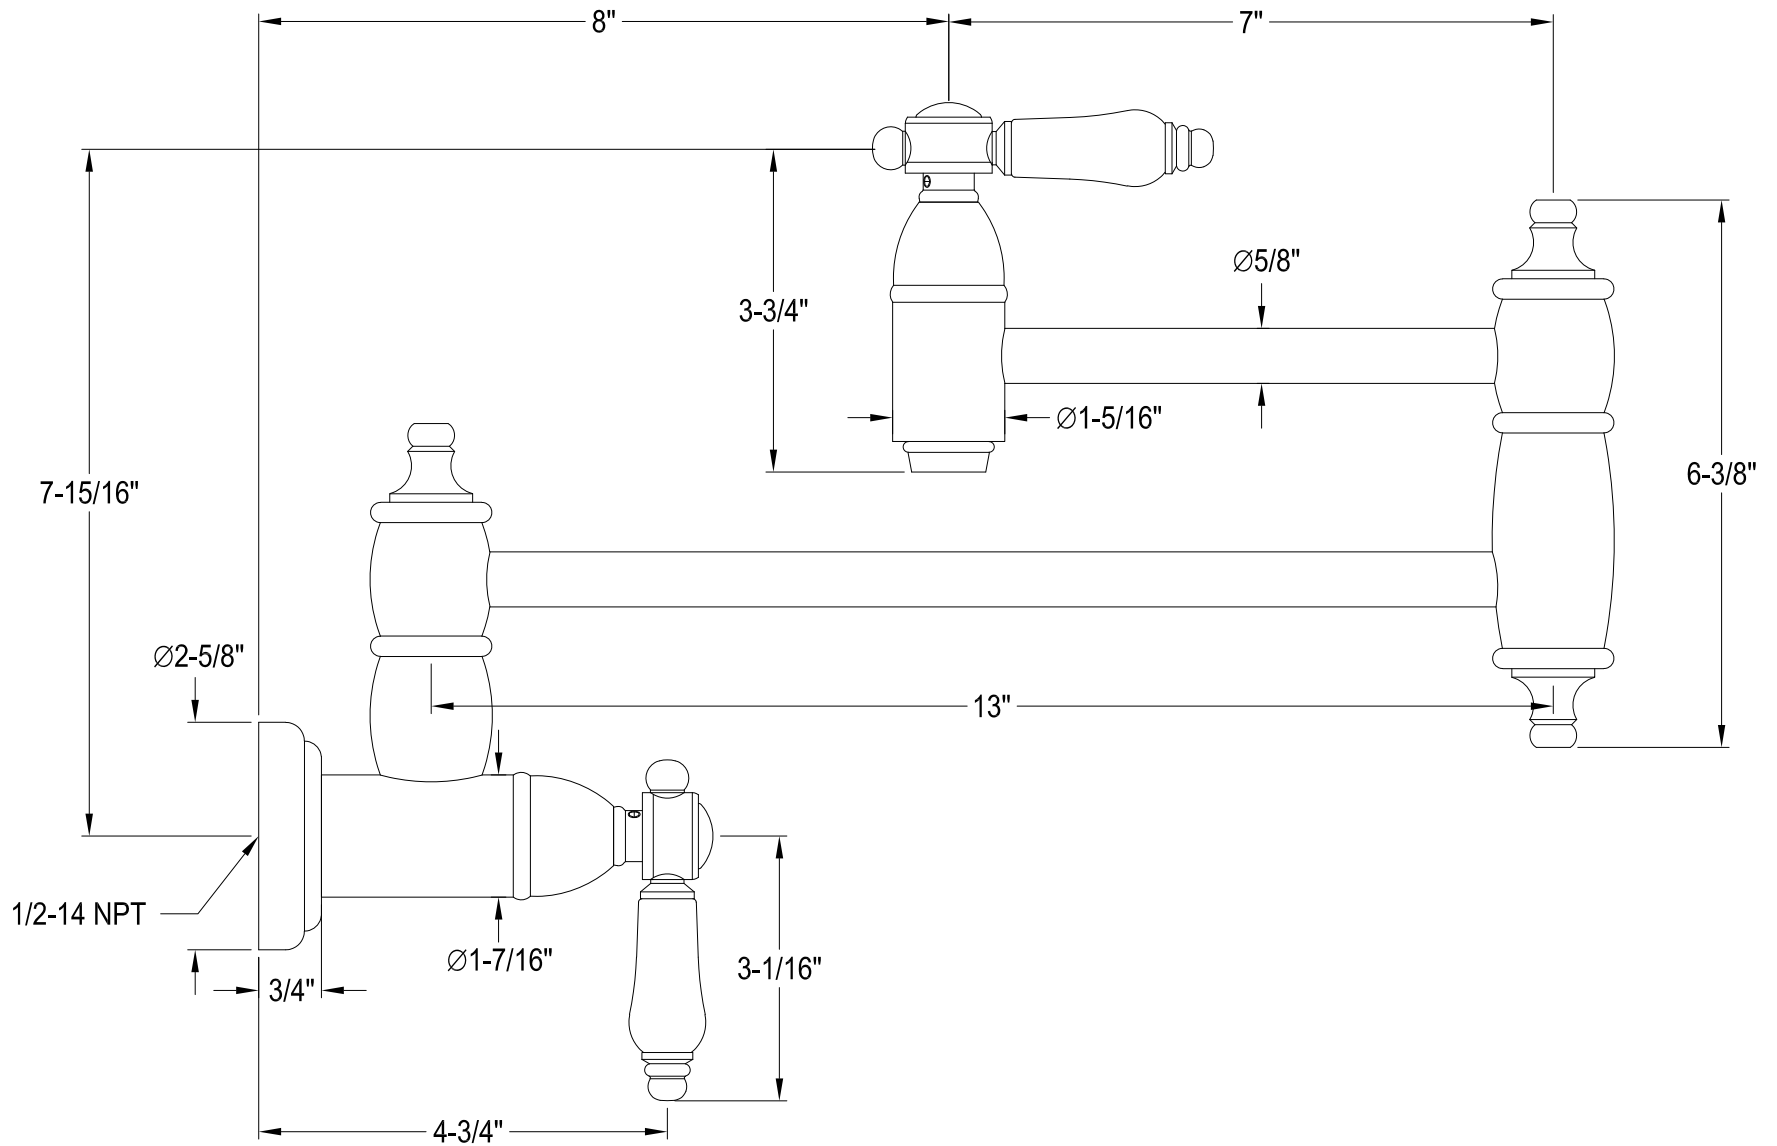 8"
7"
Ø5/8"
3-3/4"
Ø1-5/16"
6-3/8"
7-15/16"
Ø2-5/8"
13"
1/2-14 NPT
Ø1-7/16"
3-1/16"
3/4"
4-3/4"